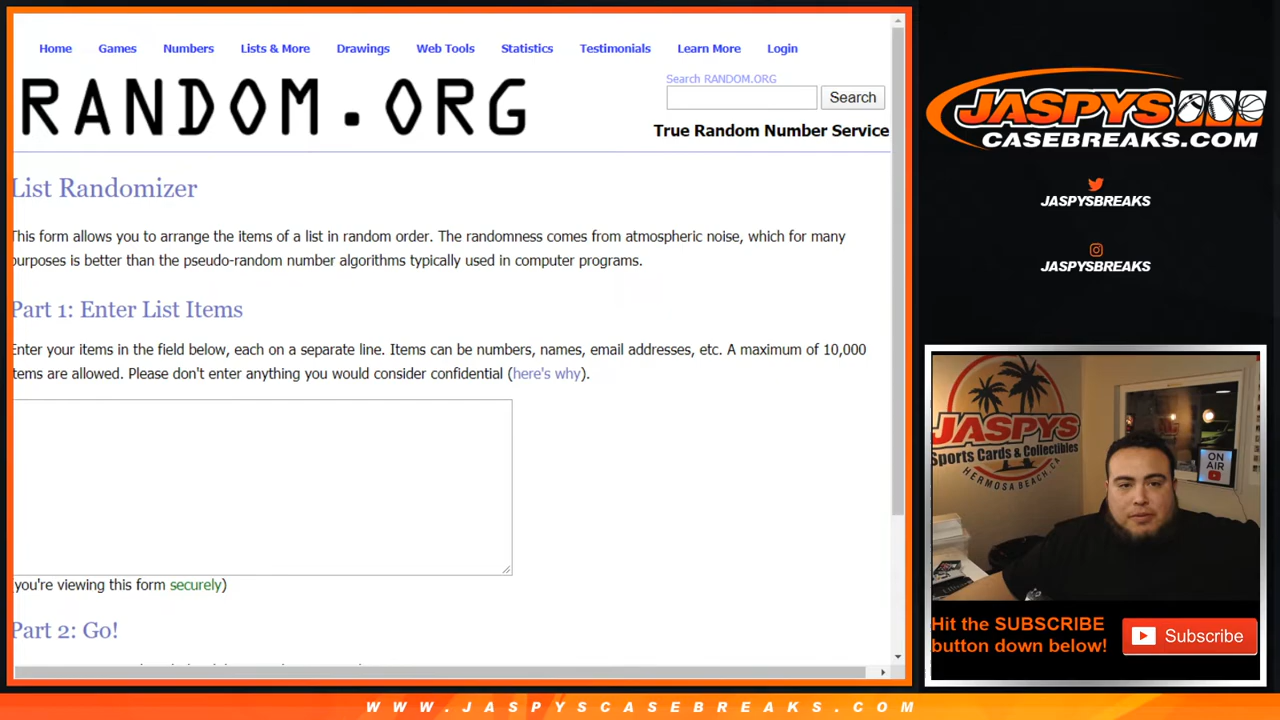 Home Games Numbers Lists & More Drawings Web Tools Statistics Testimonials Learn More Login
RANDOM.ORG
Search RANDOM.ORG
Search
True Random Number Service
List Randomizer
This form allows you to arrange the items of a list in random order. The randomness comes from atmospheric noise, which for many
purposes is better than the pseudo-random number algorithms typically used in computer programs.
Part 1: Enter List Items
Enter your items in the field below, each on a separate line. Items can be numbers, names, email addresses, etc. A maximum of 10,000
items are allowed. Please don't enter anything you would consider confidential (here's why).
(you're viewing this form securely)
Part 2: Go!
JASPYS
CASEBREAKS.COM
JASPYSBREAKS
JASPYSBREAKS
JASPYS
Sports Cards & Collectibles
HERMOSA BEACH, CA
ON
AIR
Hit the SUBSCRIBE
button down below!
Subscribe
WWW.JASPYSCASEBREAKS.COM